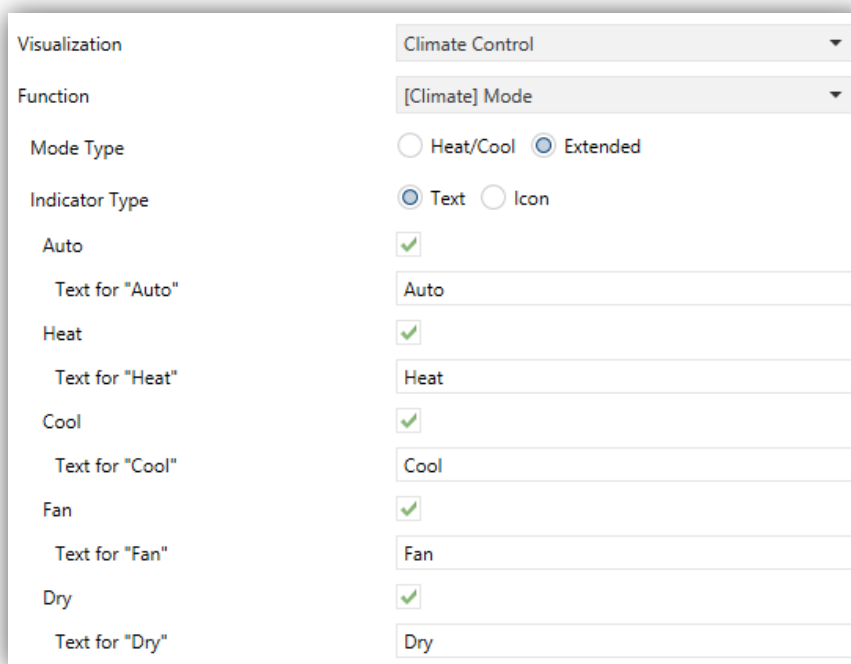 Visualization Climate Control
Function [Climate] Mode
Mode Type Heat/Cool Extended
Indicator Type Text Icon
Auto
Text for "Auto" Auto
Heat
Text for "Heat" Heat
Cool
Text for "Cool" Cool
Fan
Text for "Fan" Fan
Dry
Text for "Dry" Dry